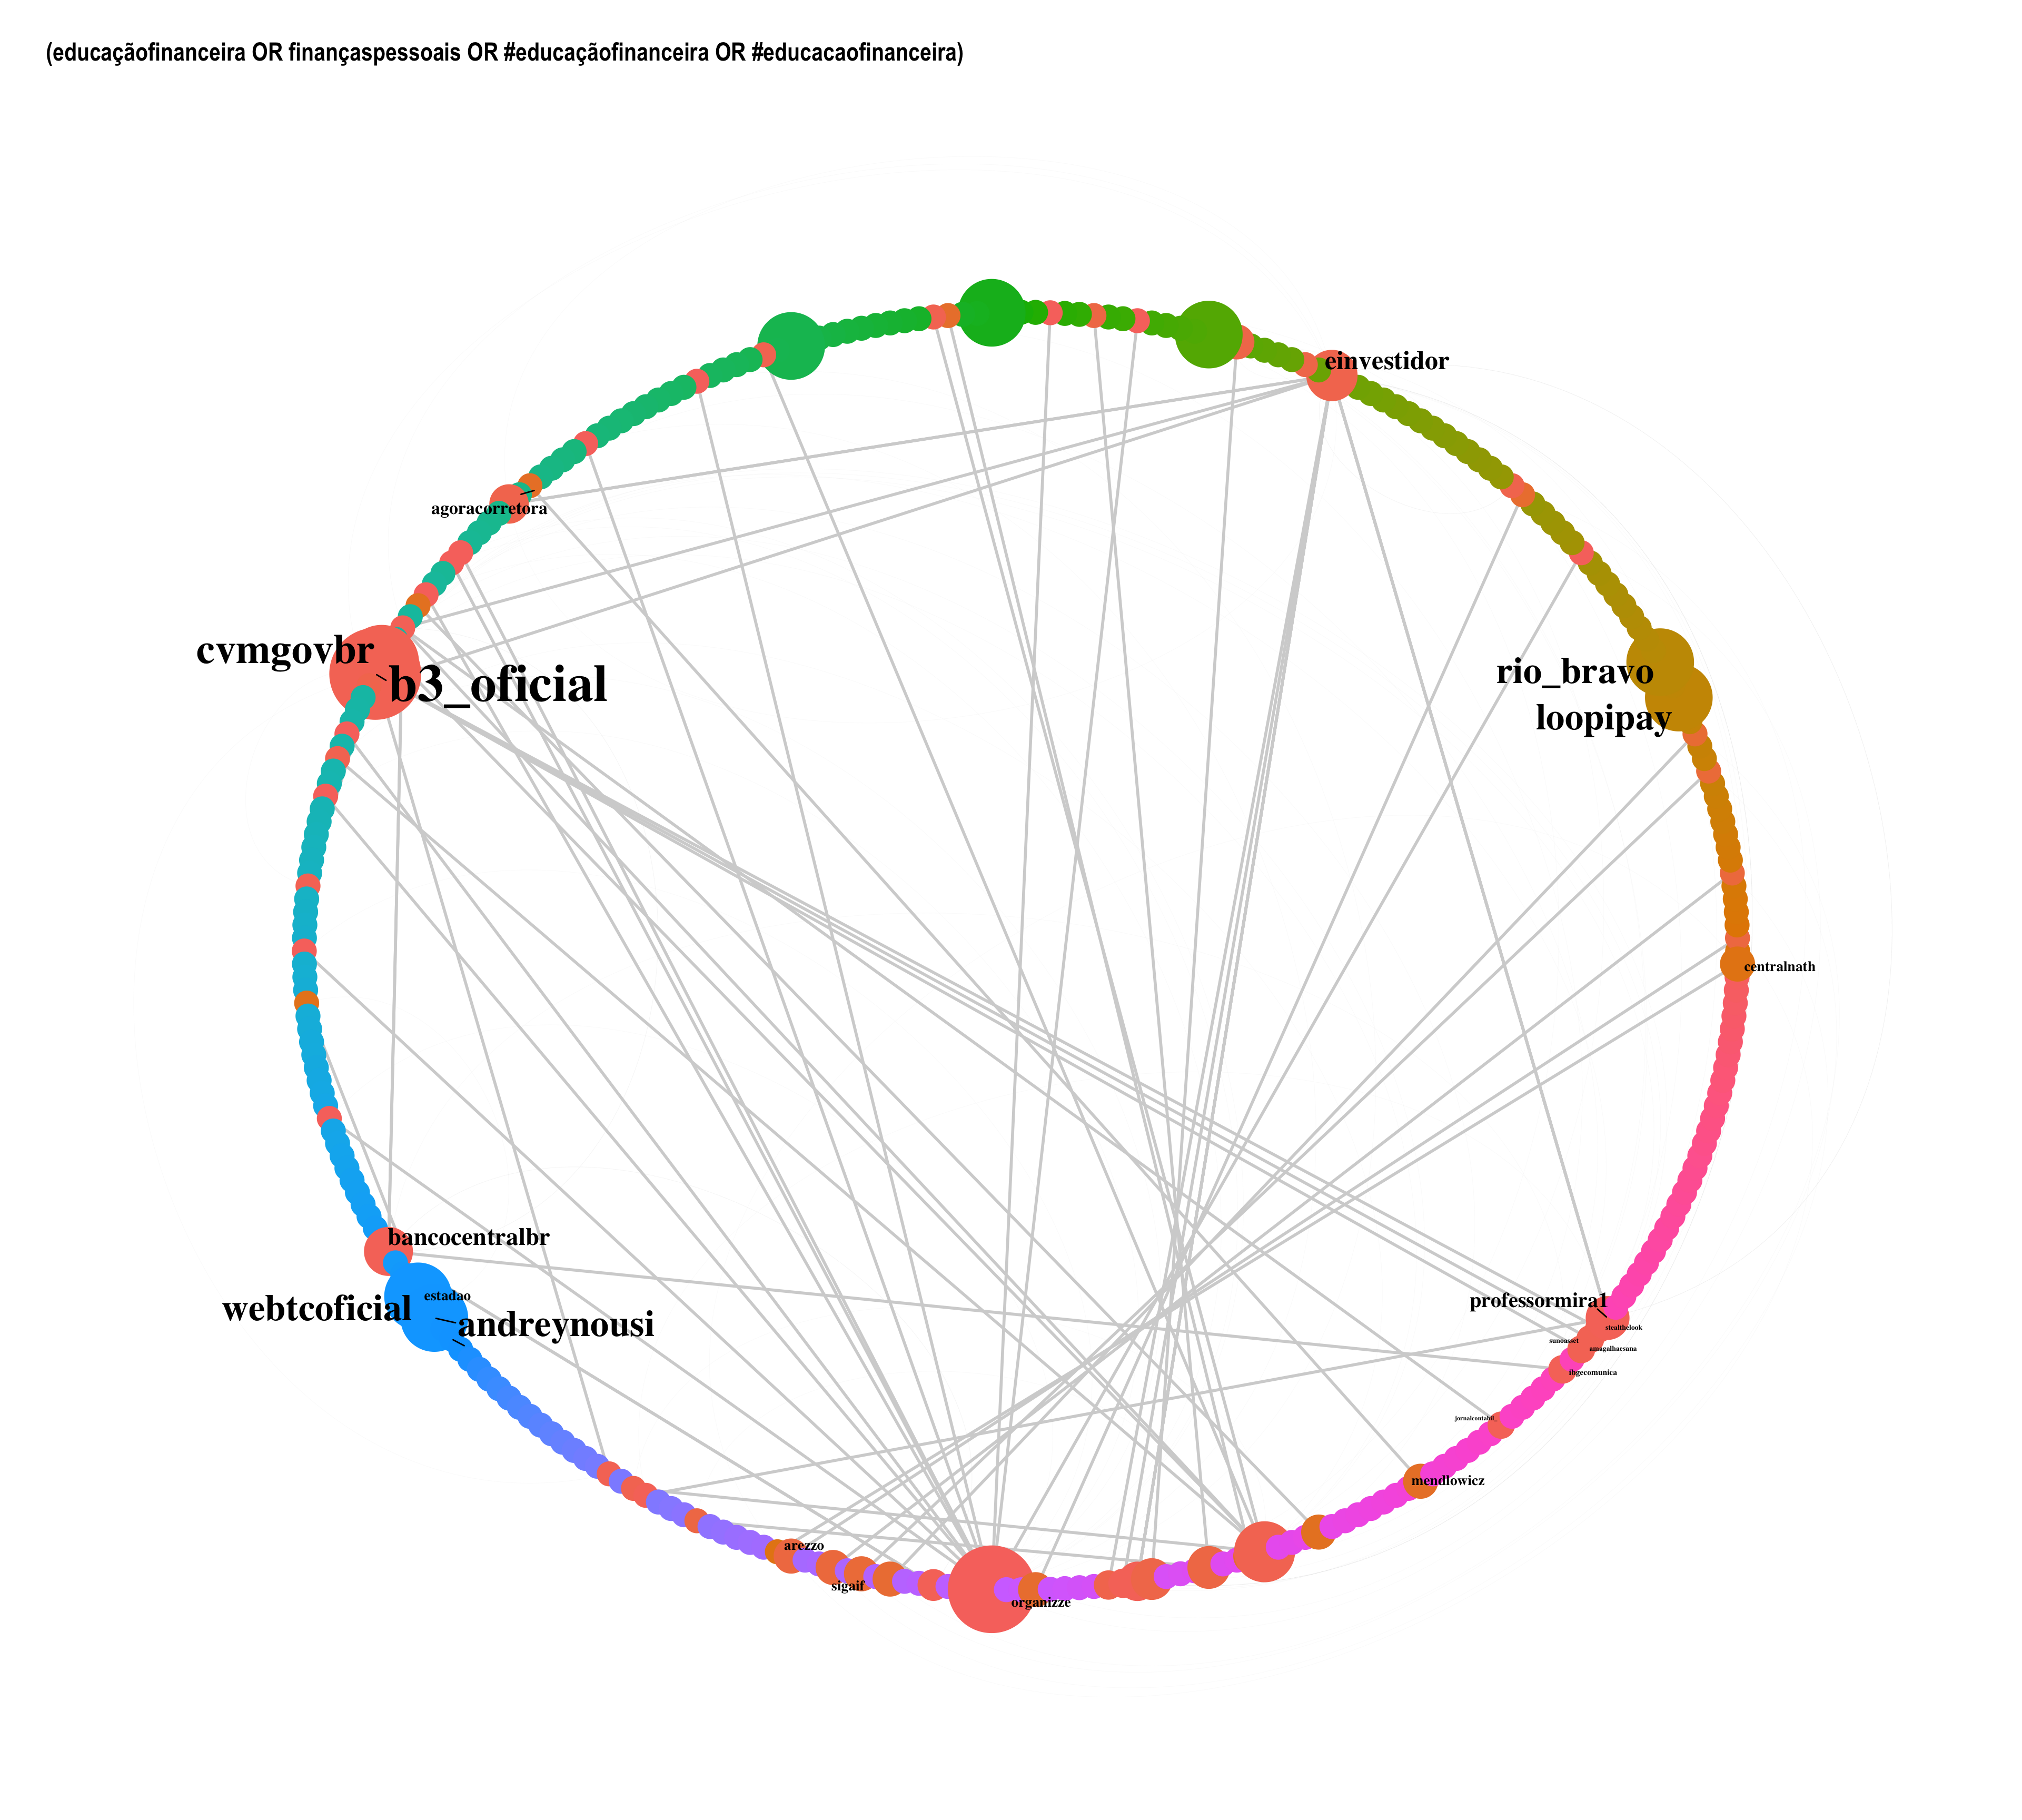 (educaçãofinanceira OR finançaspessoais OR #educaçãofinanceira OR #educacaofinanceira)
einvestidor
agoracorretora
cvmgovbr
b3_oficial
rio_bravo
loopipay
centralnath
bancocentralbr
estadao
webtcoficial
andreynousi
professormira1
stealthelook
sunoasset
amagalhaesana
ibgecomunica
jornalcontabil_
mendlowicz
arezzo
sigaif
organizze